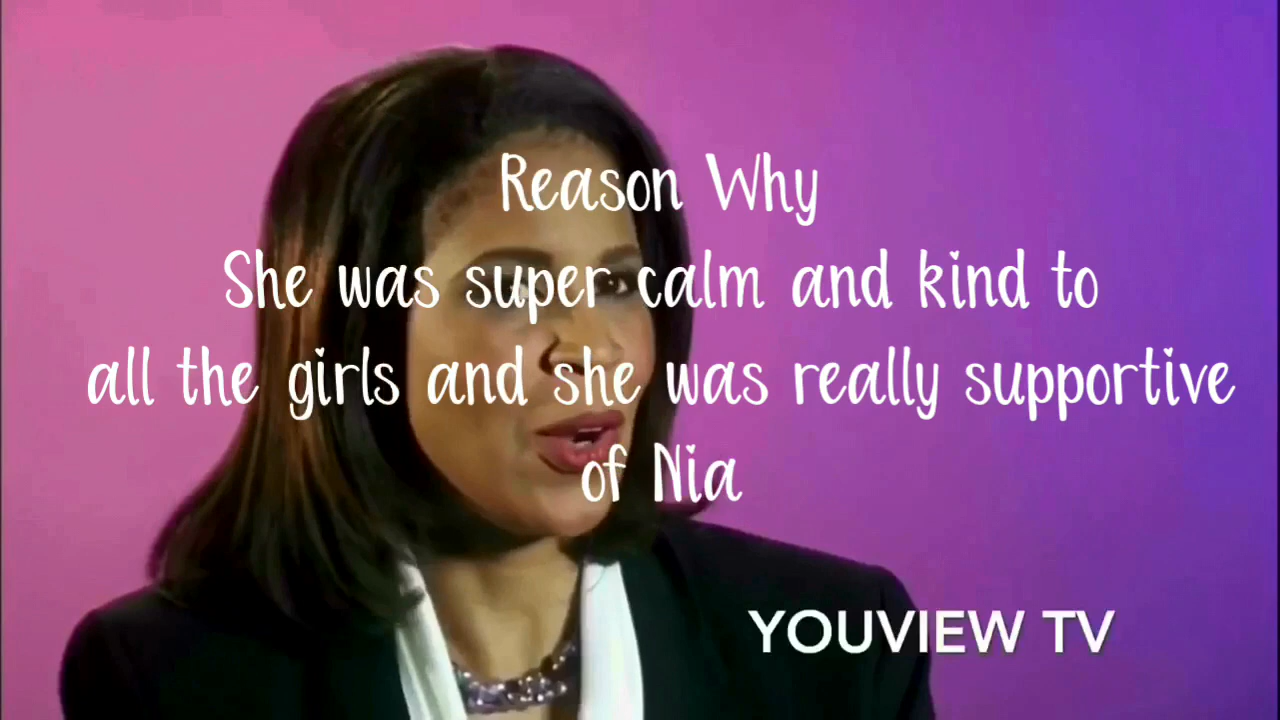 Reason Why
She was super calm and kind to
all the girls and she was really supportive
of Nia
YOUVIEW TV